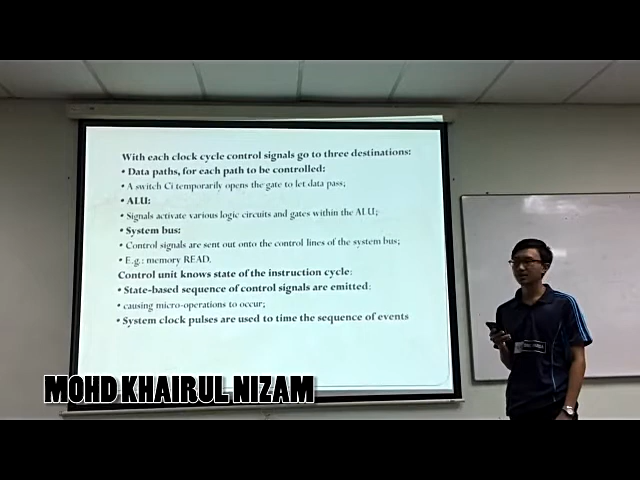 With each clock cycle control signals go to three destinations:
• Data paths, for each path to be controlled:
• A switch Ci temporarily opens the gate to let data pass;
• ALU:
• Signals activate various logic circuits and gates within the ALU;
• System bus:
• Control signals are sent out onto the control lines of the system bus;
• E.g.: memory READ.
Control unit knows state of the instruction cycle:
• State-based sequence of control signals are emitted:
• causing micro-operations to occur;
• System clock pulses are used to time the sequence of events
MOHD KHAIRUL NIZAM